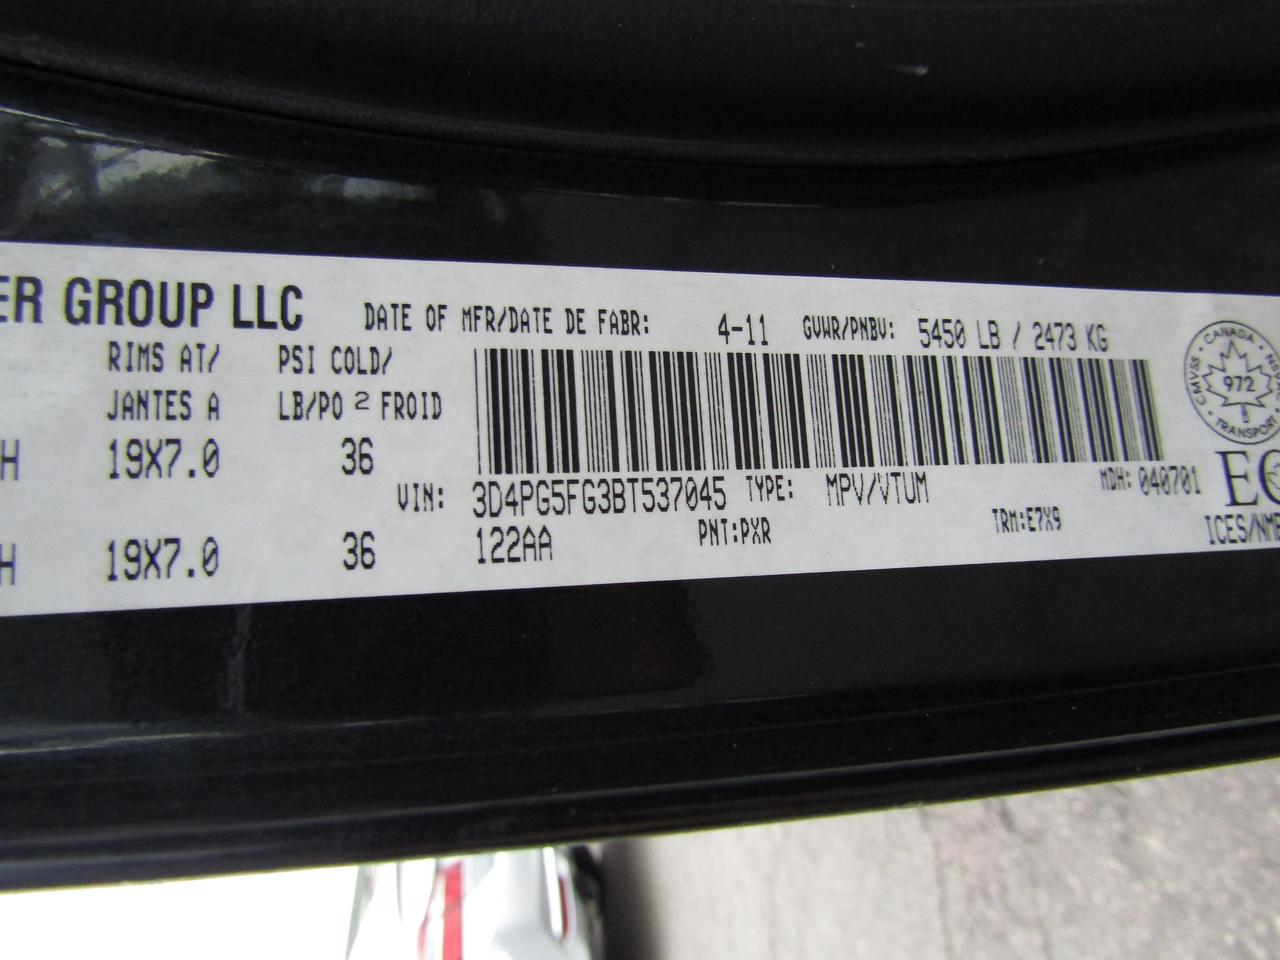 ER GROUP LLC
DATE OF MFR/DATE DE FABR: 4-11 GVWR/PNBV: 5450 LB / 2473 KG
RIMS AT/ PSI COLD/
JANTES A LB/PO 2 FROID
H 19X7.0 36
VIN: 3D4PG5FG3BT537045 TYPE: MPV/VTUM MDH: 040701
H 19X7.0 36 122AA PNT:PXR TRM:E7X9
CANADA
CMVSS
972
TRANSPORT
EC
ICES/NMB